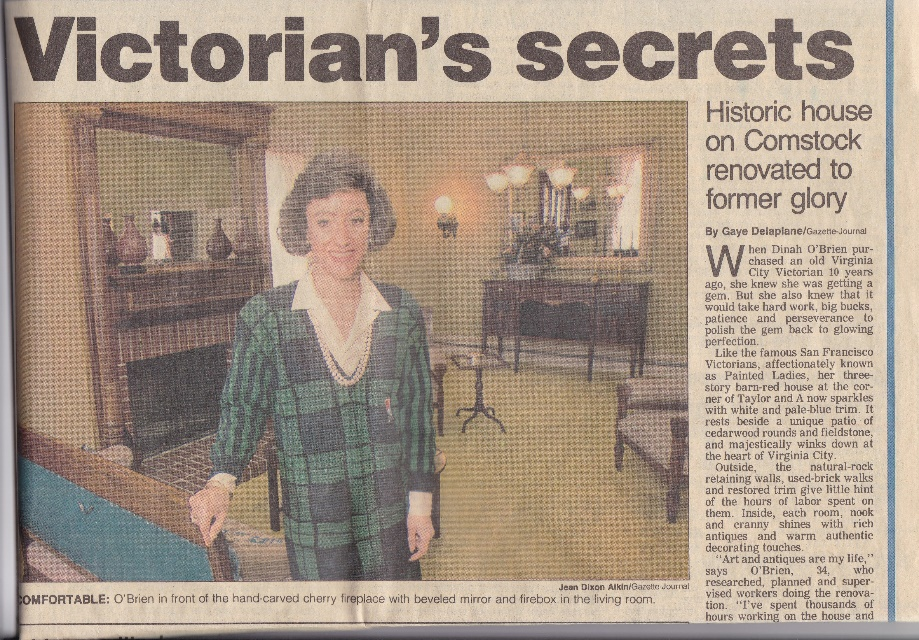 Victorian's secrets
Historic house
on Comstock
renovated to
former glory
By Gaye Delaplane/Gazette-Journal
When Dinah O'Brien pur-
chased an old Virginia
City Victorian 10 years
ago, she knew she was getting a
gem. But she also knew that it
would take hard work, big bucks,
patience and perseverance to
polish the gem back to glowing
perfection.
Like the famous San Francisco
Victorians, affectionately known
as Painted Ladies, her three-
story barn-red house at the cor-
ner of Taylor and A now sparkles
with white and pale-blue trim. It
rests beside a unique patio of
cedarwood rounds and fieldstone,
and majestically winks down at
the heart of Virginia City.
Outside, the natural-rock
retaining walls, used-brick walks
and restored trim give little hint
of the hours of labor spent on
them. Inside, each room, nook
and cranny shines with rich
antiques and warm authentic
decorating touches.
"Art and antiques are my life,"
says O'Brien, 34, who
researched, planned and super-
vised workers doing the renova-
tion. "I've spent thousands of
hours working on the house and
Jean Dixon Aikin/Gazette Journal
OMFORTABLE: O'Brien in front of the hand-carved cherry fireplace with beveled mirror and firebox in the living room.